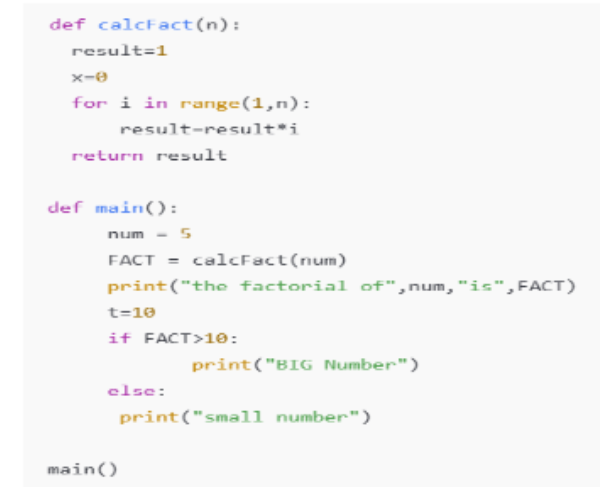 def calcFact(n):
  result=1
  x=0
  for i in range(1,n):
      result=result*i
  return result

def main():
     num = 5
     FACT = calcFact(num)
     print("the factorial of",num,"is",FACT)
     t=10
     if FACT>10:
            print("BIG Number")
     else:
      print("small number")

main()